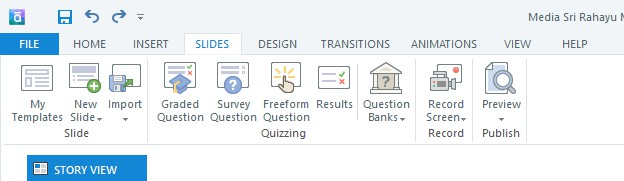 Media Sri Rahayu M
FILE HOME INSERT SLIDES DESIGN TRANSITIONS ANIMATIONS VIEW HELP
My Templates
New Slide
Import
Graded Question
Survey Question
Freeform Question
Results
Question Banks
Record Screen
Preview
Slide
Quizzing
Record
Publish
STORY VIEW